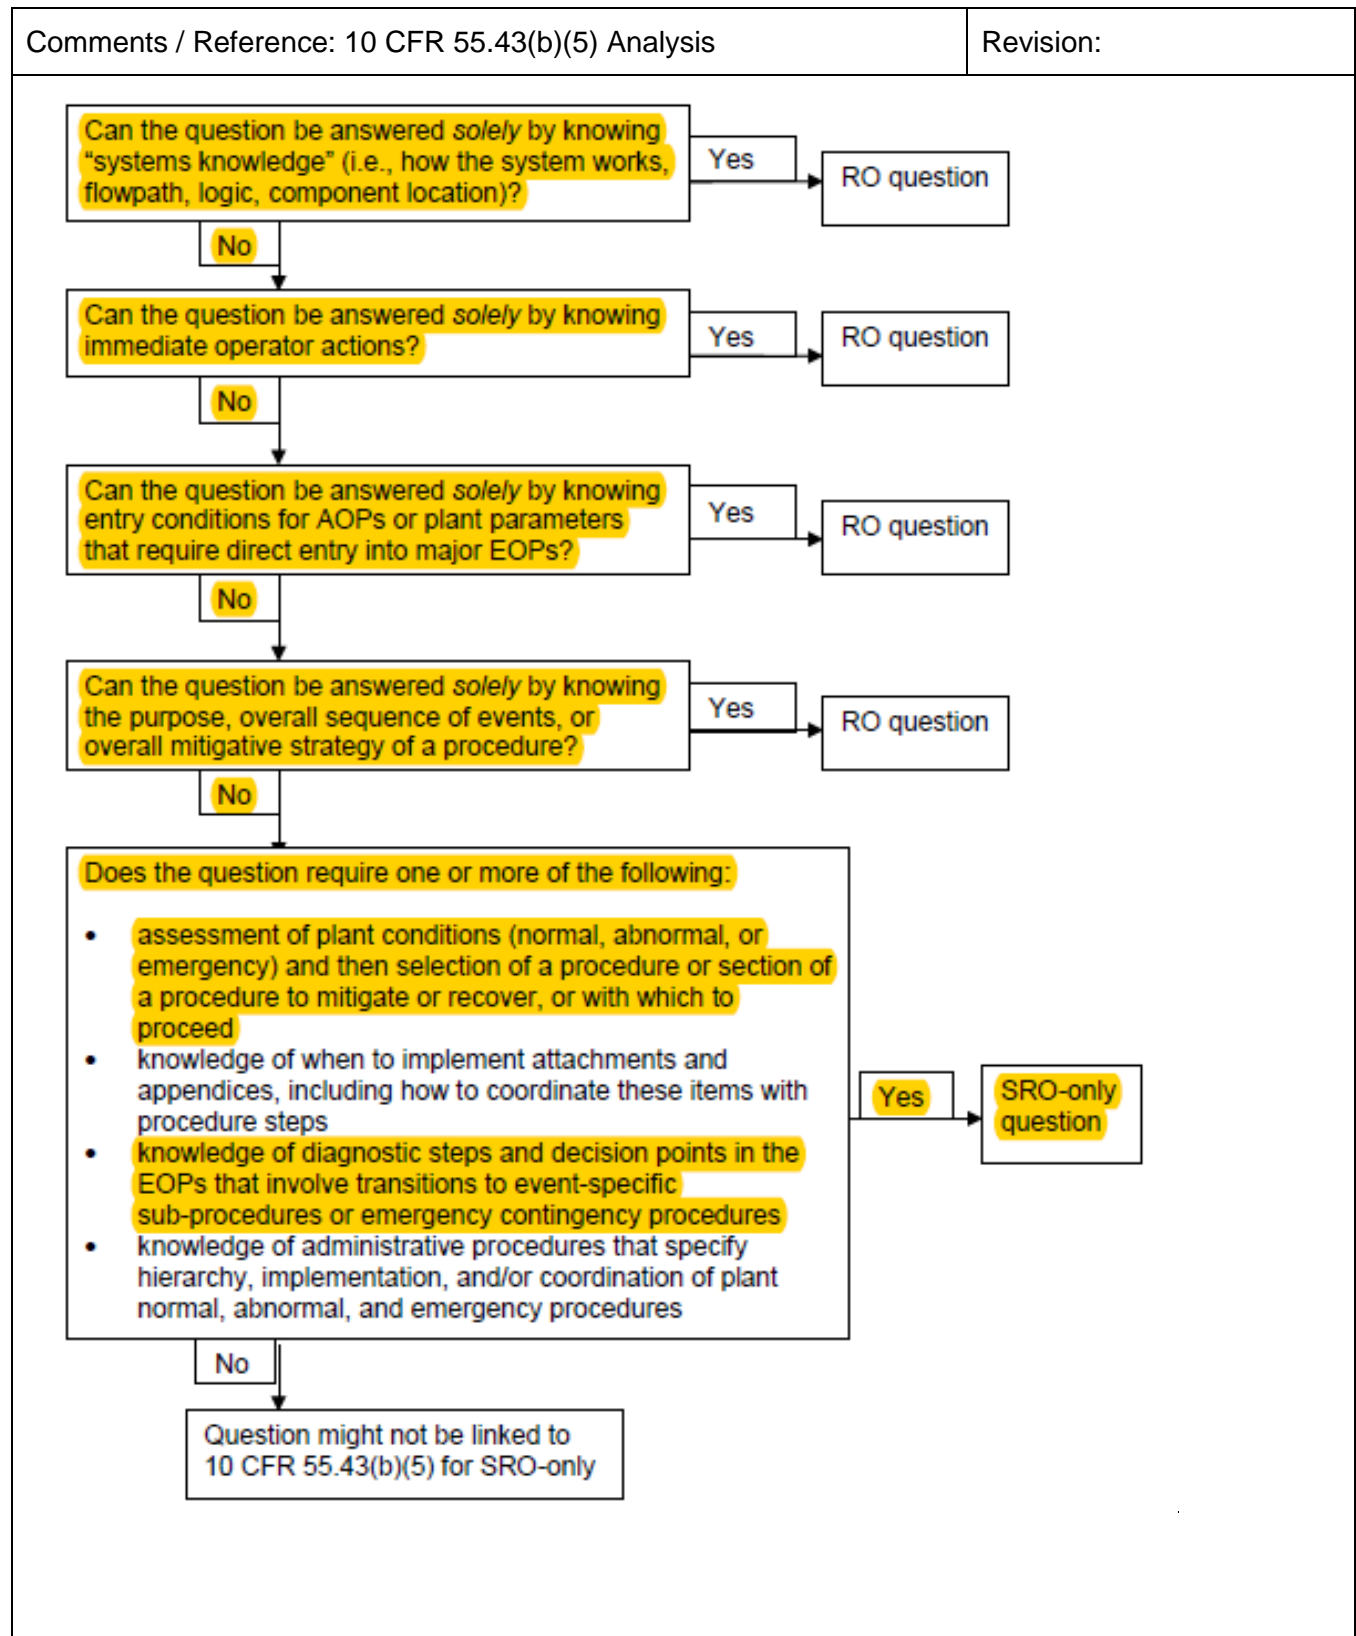 Comments / Reference: 10 CFR 55.43(b)(5) Analysis
Revision:
Can the question be answered solely by knowing
“systems knowledge” (i.e., how the system works,
flowpath, logic, component location)?
Yes
RO question
No
Can the question be answered solely by knowing
immediate operator actions?
Yes
RO question
No
Can the question be answered solely by knowing
entry conditions for AOPs or plant parameters
that require direct entry into major EOPs?
Yes
RO question
No
Can the question be answered solely by knowing
the purpose, overall sequence of events, or
overall mitigative strategy of a procedure?
Yes
RO question
No
Does the question require one or more of the following:
• assessment of plant conditions (normal, abnormal, or
emergency) and then selection of a procedure or section of
a procedure to mitigate or recover, or with which to
proceed
• knowledge of when to implement attachments and
appendices, including how to coordinate these items with
procedure steps
• knowledge of diagnostic steps and decision points in the
EOPs that involve transitions to event-specific
sub-procedures or emergency contingency procedures
• knowledge of administrative procedures that specify
hierarchy, implementation, and/or coordination of plant
normal, abnormal, and emergency procedures
Yes
SRO-only
question
No
Question might not be linked to
10 CFR 55.43(b)(5) for SRO-only